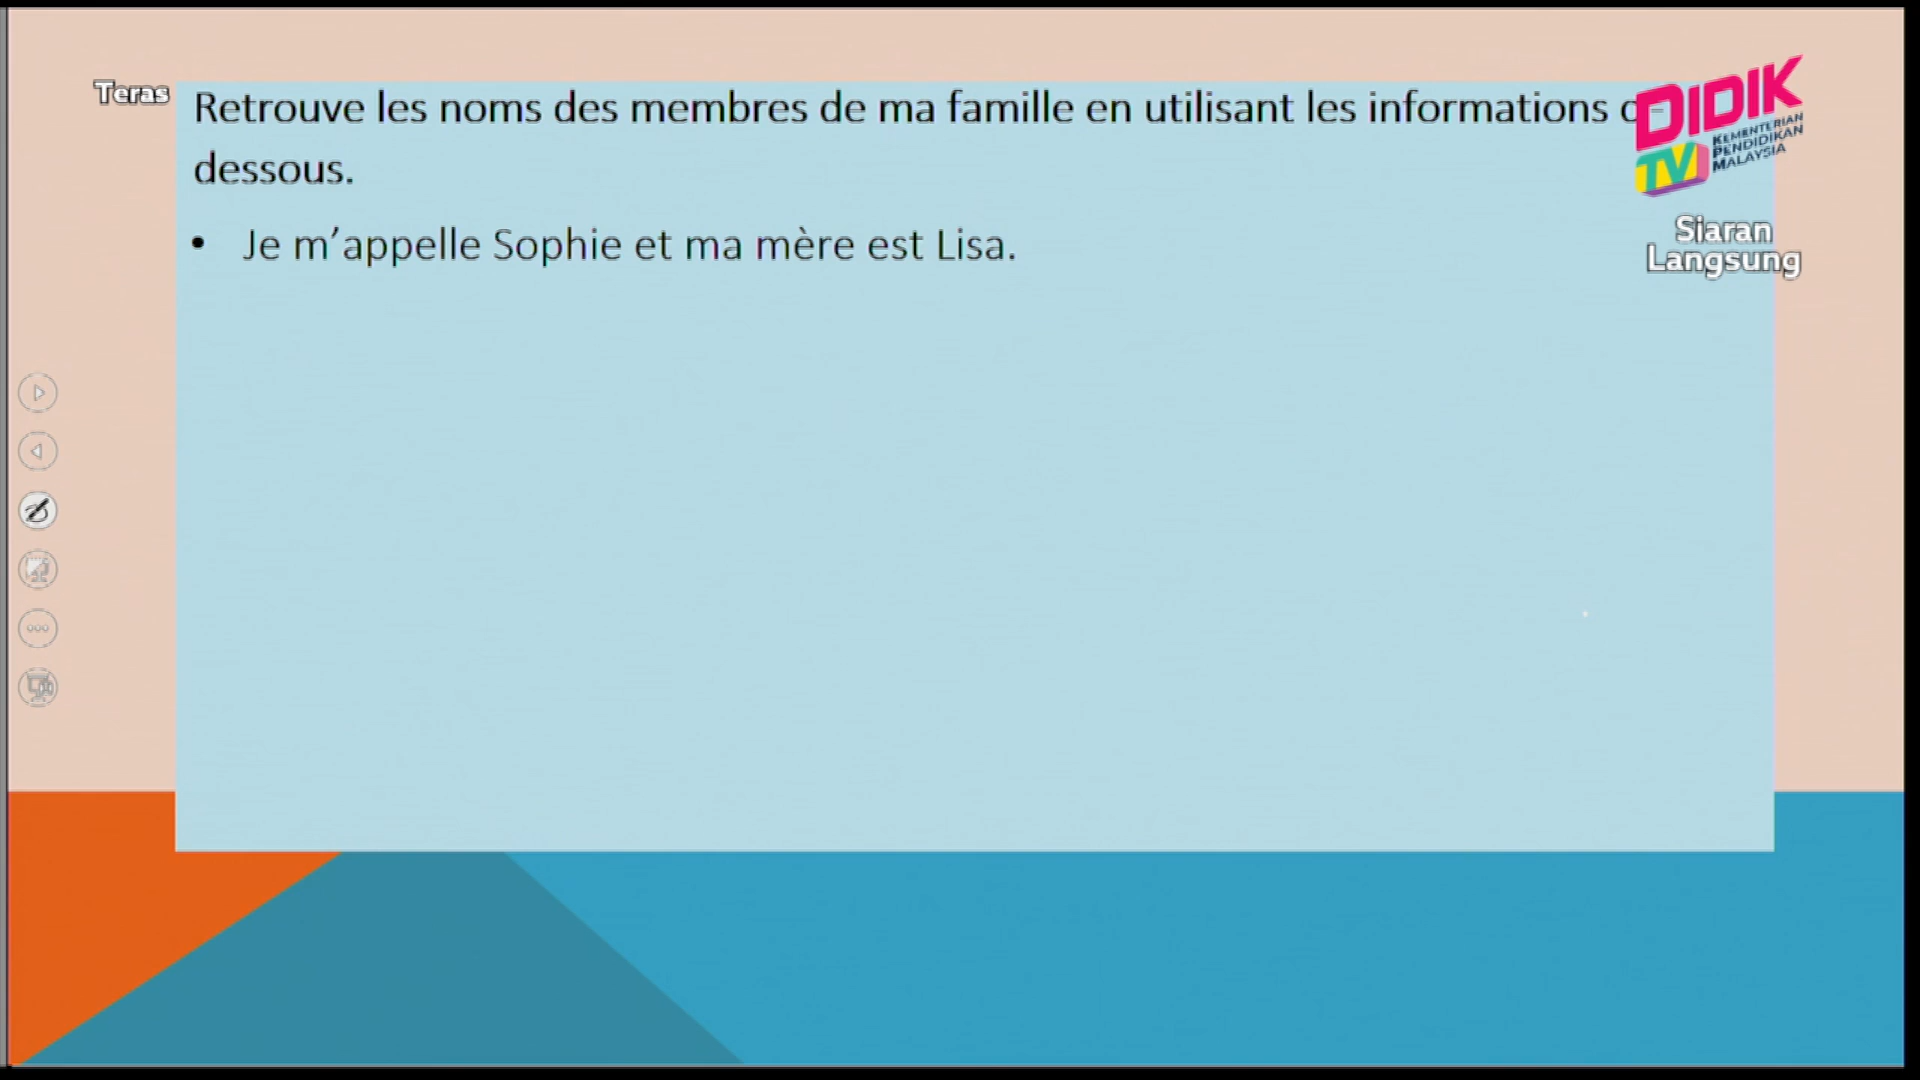 Teras
Retrouve les noms des membres de ma famille en utilisant les informations
dessous.
• Je m’appelle Sophie et ma mère est Lisa.
DIDIK
TV
KEMENTERIAN
PENDIDIKAN
MALAYSIA
Siaran
Langsung